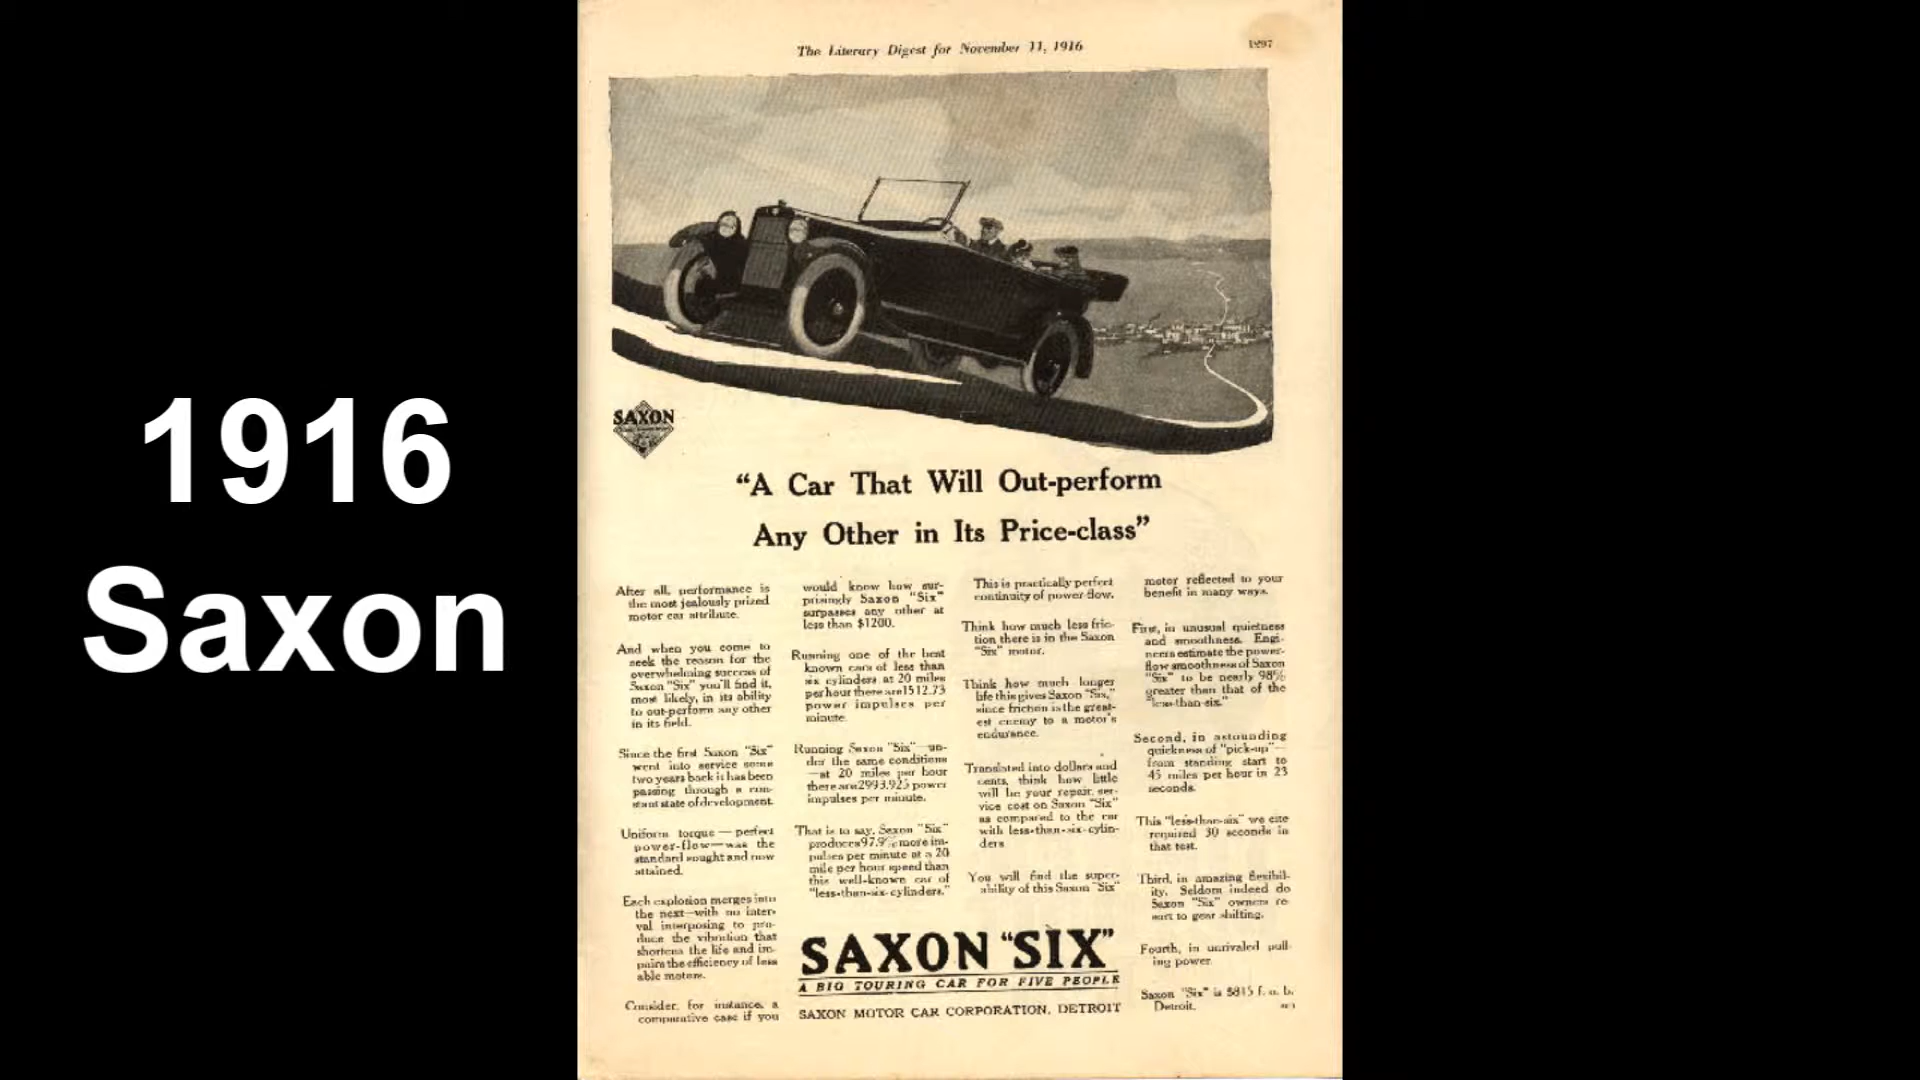 1916
Saxon
The Literary Digest for November 11, 1916
1297
SAXON
“A Car That Will Out-perform
Any Other in Its Price-class”
After all, performance is
the most jealously prized
motor car attribute.
And when you come to
seek the reason for the
overwhelming success of
Saxon "Six" you'll find it,
most likely, in its ability
to out-perform any other
in its field.
Since the first Saxon "Six"
went into service some
two years back it has been
passing through a con-
stant state of development.
Uniform torque — perfect
power-flow—was the
standard sought and now
attained.
Each explosion merges into
the next—with no inter-
val interposing to pro-
duce the vibration that
shortens the life and im-
pairs the efficiency of less
able motors.
Consider, for instance, a
comparative case if you
would know how sur-
prisingly Saxon "Six"
surpasses any other at
less than $1200.
Running one of the best
known cars of less than
six cylinders at 20 miles
per hour there are 1512.73
power impulses per
minute.
Running Saxon "Six"—un-
der the same conditions
—at 20 miles per hour
there are 2993.925 power
impulses per minute.
That is to say, Saxon "Six"
produces 97.9% more im-
pulses per minute at a 20
mile per hour speed than
this well-known car of
"less-than-six-cylinders."
This is practically perfect
continuity of power-flow.
Think how much less fric-
tion there is in the Saxon
"Six" motor.
Think how much longer
life this gives Saxon "Six,"
since friction is the great-
est enemy to a motor's
endurance.
Translated into dollars and
cents, think how little
will be your repair, ser-
vice cost on Saxon "Six"
as compared to the car
with less-than-six-cylin-
ders
You will find the super-
ability of this Saxon "Six"
motor reflected to your
benefit in many ways.
First, in unusual quietness
and smoothness. Engi-
neers estimate the power-
flow smoothness of Saxon
"Six" to be nearly 98%
greater than that of the
"less-than-six."
Second, in astounding
quickness of "pick-up"—
from standing start to
45 miles per hour in 23
seconds.
This "less-than-six" we cite
required 30 seconds in
that test.
Third, in amazing flexibil-
ity. Seldom indeed do
Saxon "Six" owners re-
sort to gear shifting.
Fourth, in unrivaled pull-
ing power.
Saxon "Six" is $815 f. o. b.
Detroit.
SAXON “SIX”
A BIG TOURING CAR FOR FIVE PEOPLE
SAXON MOTOR CAR CORPORATION, DETROIT